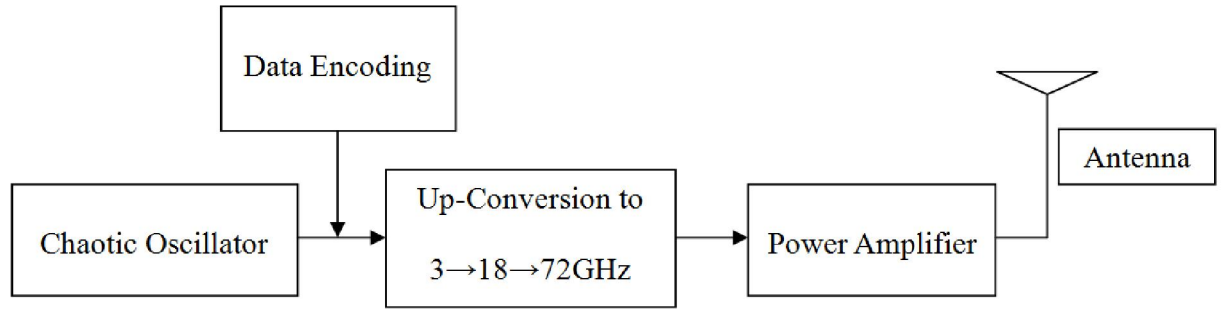 Data Encoding
Antenna
Chaotic Oscillator
Up-Conversion to
3→18→72GHz
Power Amplifier